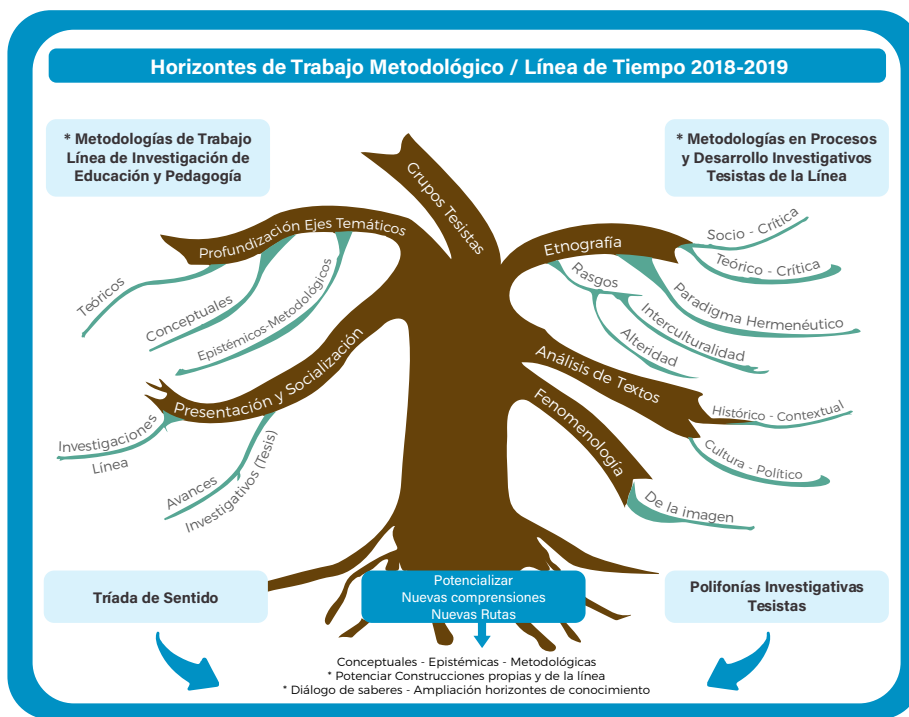 Horizontes de Trabajo Metodológico / Línea de Tiempo 2018-2019
* Metodologías de Trabajo
Línea de Investigación de
Educación y Pedagogía
* Metodologías en Procesos
y Desarrollo Investigativos
Tesistas de la Línea
Grupos Tesistas
Profundización Ejes Temáticos
Teóricos
Conceptuales
Epistémicos-Metodológicos
Presentación y Socialización
Investigaciones
Línea
Avances
Investigativos (Tesis)
Etnografía
Socio - Crítica
Teórico - Crítica
Paradigma Hermenéutico
Rasgos
Interculturalidad
Alteridad
Análisis de Textos
Histórico - Contextual
Cultura - Político
Fenomenología
De la imagen
Tríada de Sentido
Potencializar
Nuevas comprensiones
Nuevas Rutas
Polifonías Investigativas
Tesistas
Conceptuales - Epistémicas - Metodológicas
* Potenciar Construcciones propias y de la línea
* Diálogo de saberes - Ampliación horizontes de conocimiento